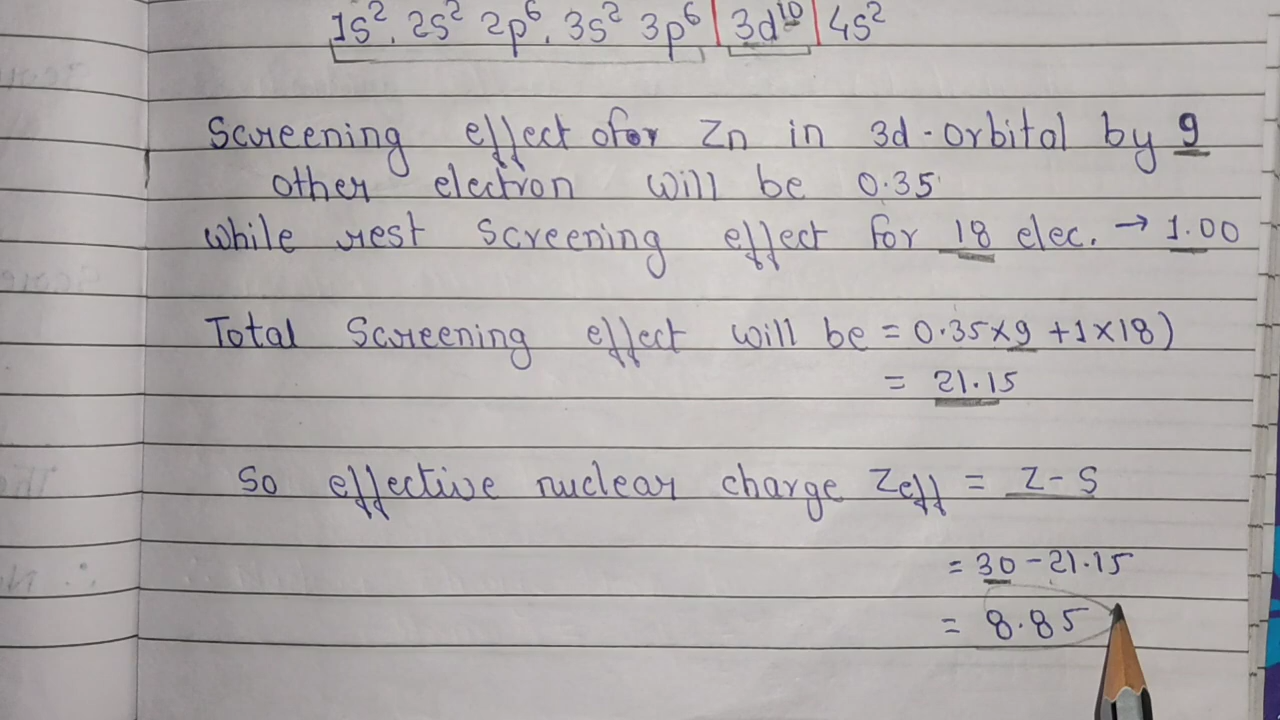 1s². 2s² 2p⁶. 3s² 3p⁶ | 3d¹⁰ | 4s²
Screening effect ofor Zn in 3d-orbital by 9
other electron will be 0.35
while rest screening effect for 18 elec. → 1.00
Total Screening effect will be = 0.35×9 +1×18)
= 21.15
So effective nuclear charge Zeff = Z-S
= 30-21.15
= 8.85